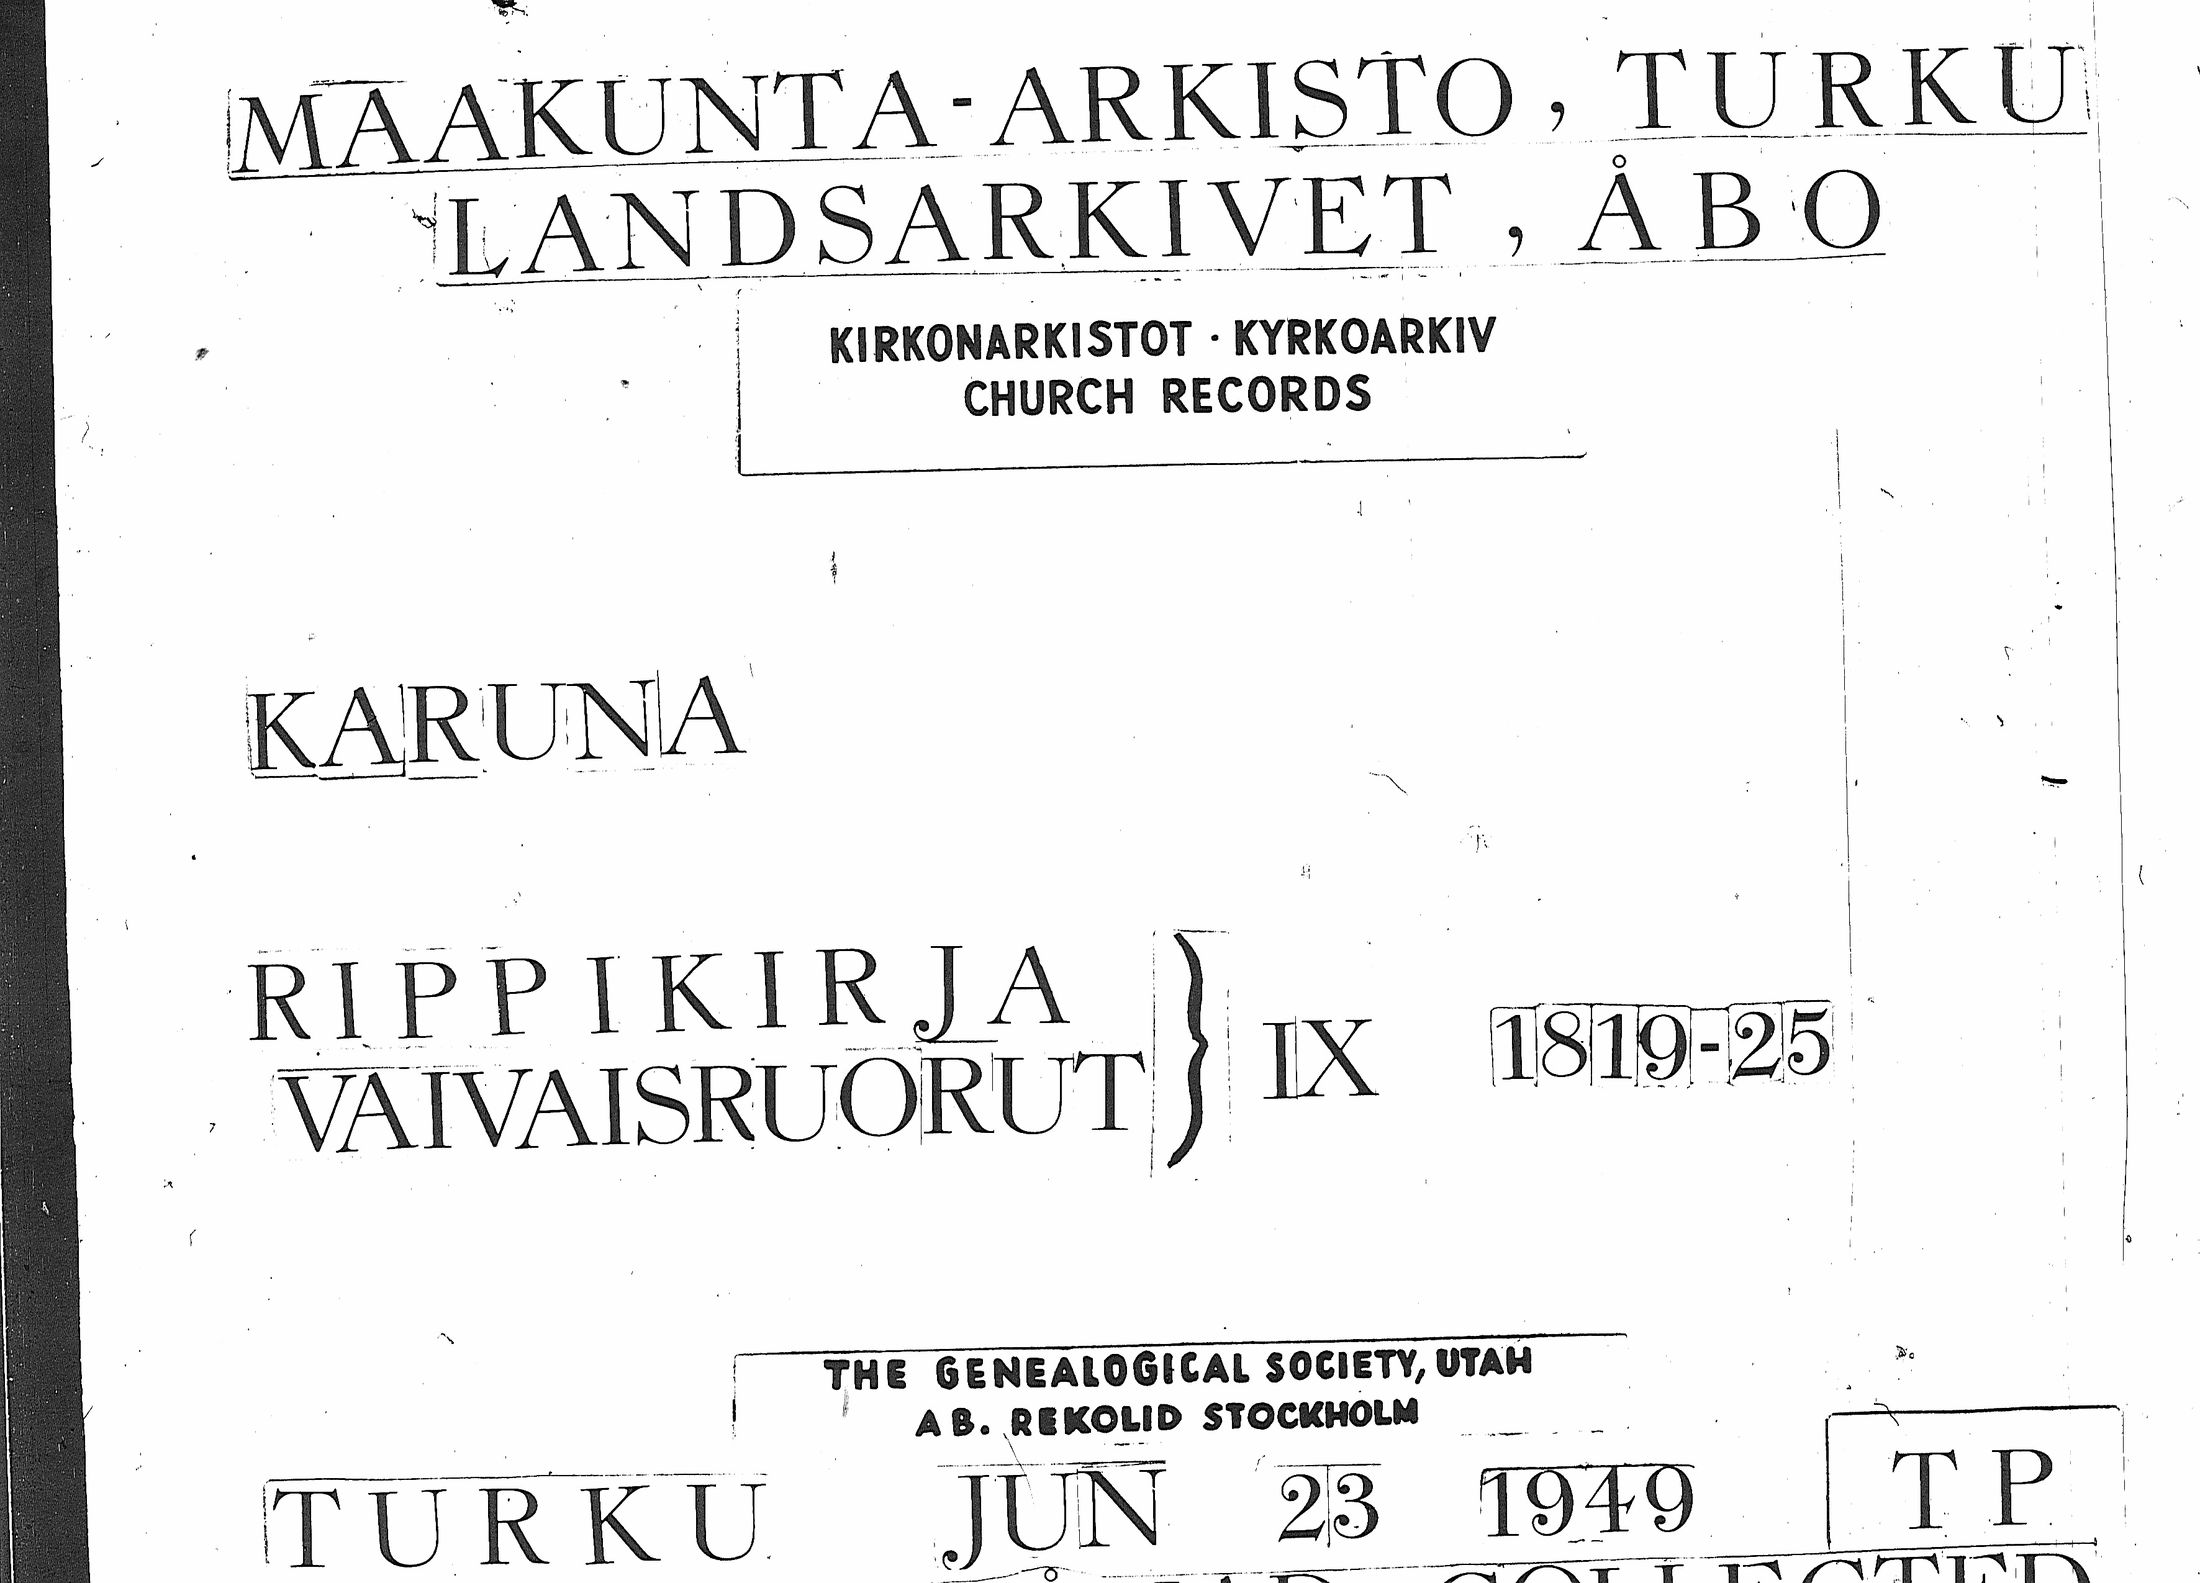 MAAKUNTA-ARKISTO, TURKU
LANDSARKIVET, ÅBO
KIRKONARKISTOT · KYRKOARKIV
CHURCH RECORDS
KARUNA
RIPPIKIRJA
VAIVAISRUORUT } IX 1819-25
THE GENEALOGICAL SOCIETY, UTAH
AB. REKOLID STOCKHOLM
TURKU JUN 23 1949 TP
COLLECTED